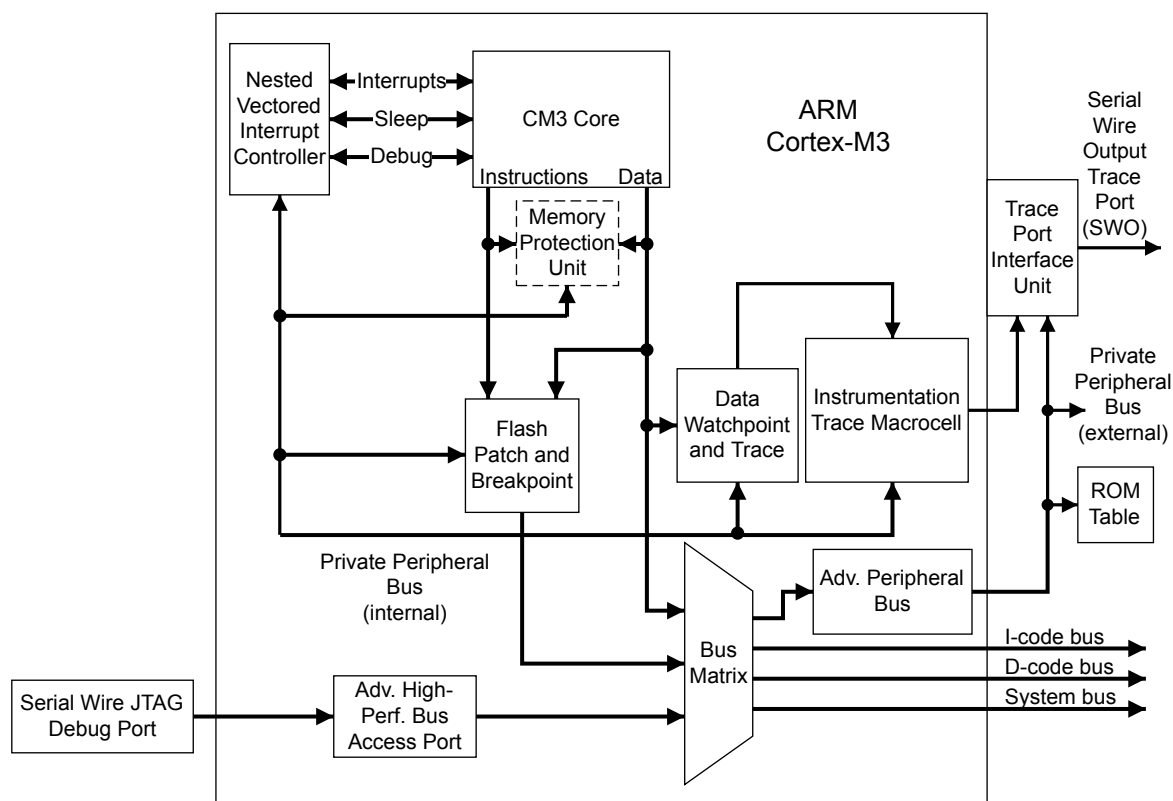 Nested
Vectored
Interrupt
Controller
Interrupts
Sleep
Debug
CM3 Core
Instructions
Data
ARM
Cortex-M3
Serial
Wire
Output
Trace
Port
(SWO)
Memory
Protection
Unit
Trace
Port
Interface
Unit
Private
Peripheral
Bus
(external)
Flash
Patch and
Breakpoint
Data
Watchpoint
and Trace
Instrumentation
Trace Macrocell
ROM
Table
Private Peripheral
Bus
(internal)
Adv. Peripheral
Bus
Bus
Matrix
I-code bus
D-code bus
System bus
Serial Wire JTAG
Debug Port
Adv. High-
Perf. Bus
Access Port